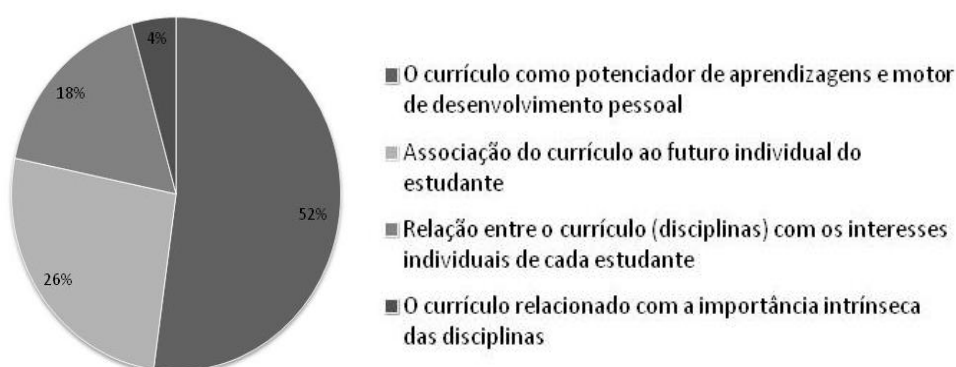 4%
18%
52%
26%
O currículo como potenciador de aprendizagens e motor
de desenvolvimento pessoal
Associação do currículo ao futuro individual do
estudante
Relação entre o currículo (disciplinas) com os interesses
individuais de cada estudante
O currículo relacionado com a importância intrínseca
das disciplinas